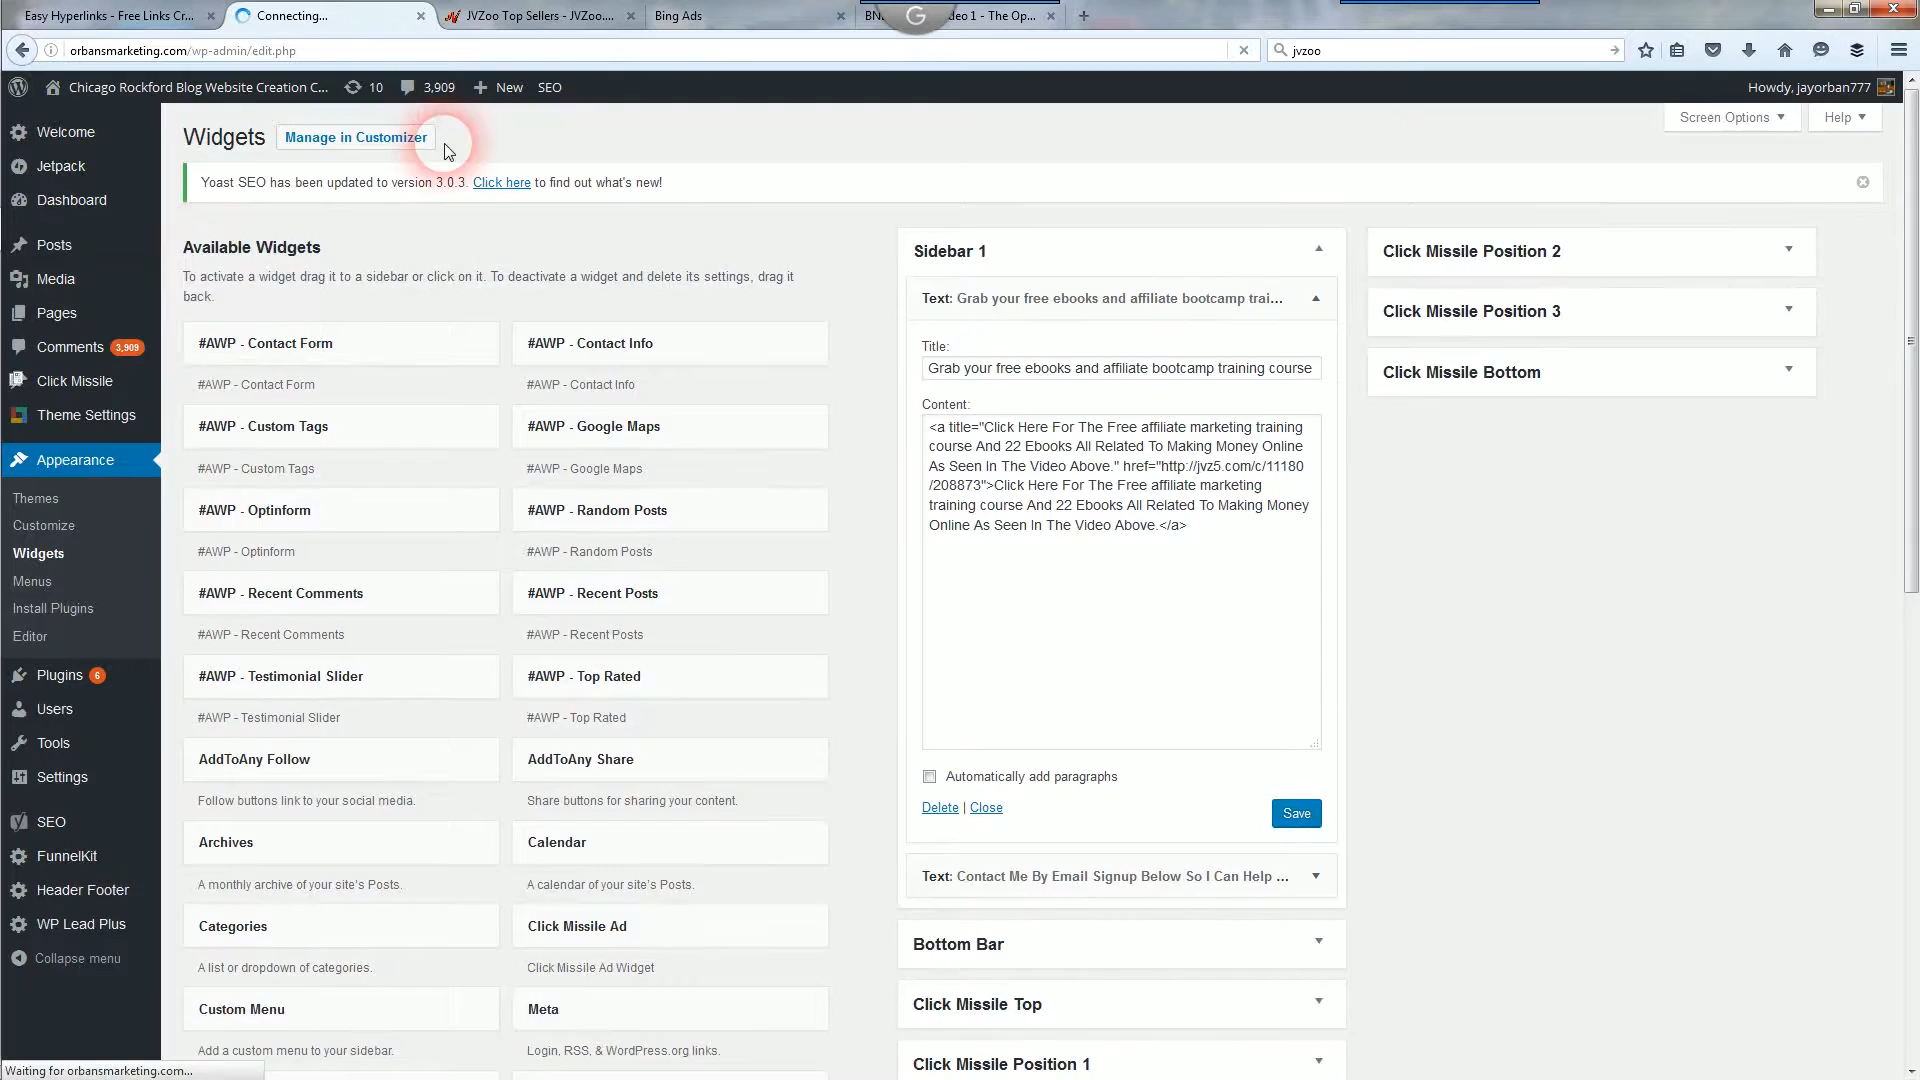 Easy Hyperlinks - Free Links Cr...
Connecting...
JVZoo Top Sellers - JVZoo....
Bing Ads
BNI
eo 1 - The Op...
G
orbansmarketing.com/wp-admin/edit.php
jvzoo
Chicago Rockford Blog Website Creation C...
10
3,909
New
SEO
Howdy, jayorban777
Welcome
Jetpack
Dashboard
Posts
Media
Pages
Comments 3,909
Click Missile
Theme Settings
Appearance
Themes
Customize
Widgets
Menus
Install Plugins
Editor
Plugins 6
Users
Tools
Settings
SEO
FunnelKit
Header Footer
WP Lead Plus
Collapse menu
Widgets
Manage in Customizer
Screen Options
Help
Yoast SEO has been updated to version 3.0.3. Click here to find out what's new!
Available Widgets
To activate a widget drag it to a sidebar or click on it. To deactivate a widget and delete its settings, drag it
back.
#AWP - Contact Form
#AWP - Contact Info
#AWP - Contact Form
#AWP - Contact Info
#AWP - Custom Tags
#AWP - Google Maps
#AWP - Custom Tags
#AWP - Google Maps
#AWP - Optinform
#AWP - Random Posts
#AWP - Optinform
#AWP - Random Posts
#AWP - Recent Comments
#AWP - Recent Posts
#AWP - Recent Comments
#AWP - Recent Posts
#AWP - Testimonial Slider
#AWP - Top Rated
#AWP - Testimonial Slider
#AWP - Top Rated
AddToAny Follow
AddToAny Share
Follow buttons link to your social media.
Share buttons for sharing your content.
Archives
Calendar
A monthly archive of your site's Posts.
A calendar of your site's Posts.
Categories
Click Missile Ad
A list or dropdown of categories.
Click Missile Ad Widget
Custom Menu
Meta
Add a custom menu to your sidebar.
Login, RSS, & WordPress.org links.
Sidebar 1
Text: Grab your free ebooks and affiliate bootcamp trai...
Title:
Grab your free ebooks and affiliate bootcamp training course
Content:
<a title="Click Here For The Free affiliate marketing training
course And 22 Ebooks All Related To Making Money Online
As Seen In The Video Above." href="http://jvz5.com/c/11180
/208873">Click Here For The Free affiliate marketing
training course And 22 Ebooks All Related To Making Money
Online As Seen In The Video Above.</a>
Automatically add paragraphs
Delete | Close
Save
Text: Contact Me By Email Signup Below So I Can Help ...
Bottom Bar
Click Missile Top
Click Missile Position 1
Click Missile Position 2
Click Missile Position 3
Click Missile Bottom
Waiting for orbansmarketing.com...